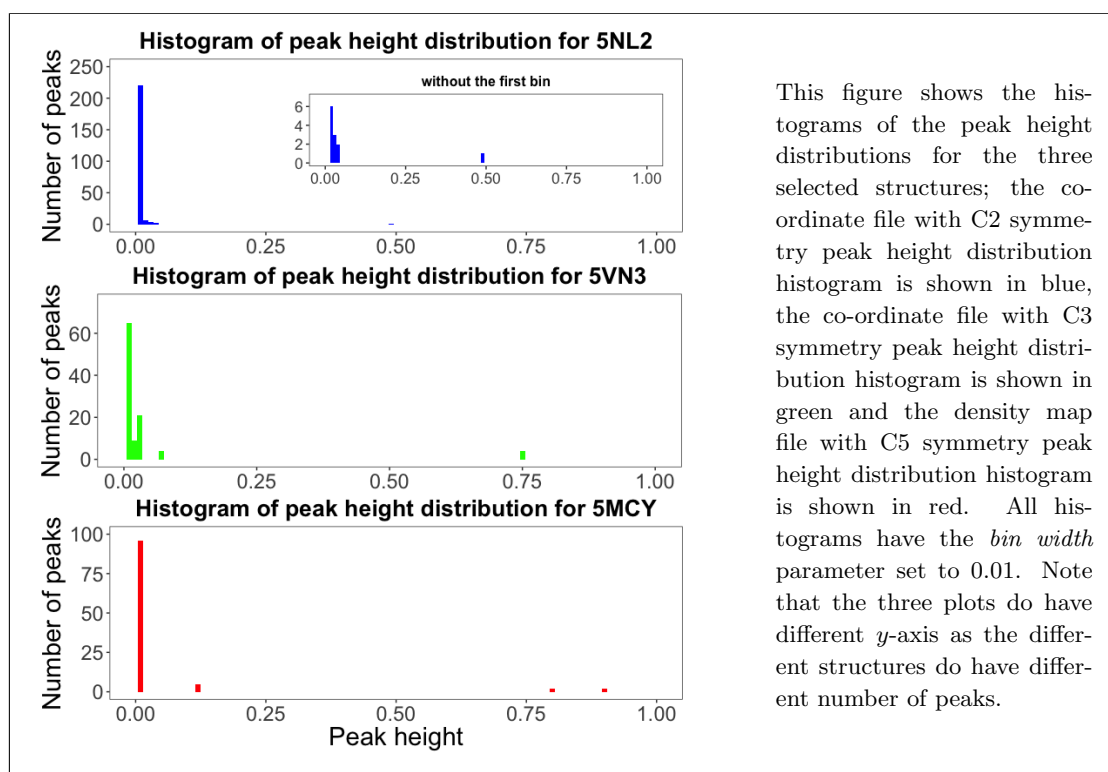 Histogram of peak height distribution for 5NL2
Number of peaks
250
200
150
100
50
0
0.00 0.25 0.50 0.75 1.00
without the first bin
6
4
2
0
0.00 0.25 0.50 0.75 1.00
Histogram of peak height distribution for 5VN3
Number of peaks
60
40
20
0
0.00 0.25 0.50 0.75 1.00
Histogram of peak height distribution for 5MCY
Number of peaks
100
75
50
25
0
0.00 0.25 0.50 0.75 1.00
Peak height
This figure shows the his-
tograms of the peak height
distributions for the three
selected structures; the co-
ordinate file with C2 symme-
try peak height distribution
histogram is shown in blue,
the co-ordinate file with C3
symmetry peak height distri-
bution histogram is shown in
green and the density map
file with C5 symmetry peak
height distribution histogram
is shown in red. All his-
tograms have the bin width
parameter set to 0.01. Note
that the three plots do have
different y-axis as the differ-
ent structures do have differ-
ent number of peaks.